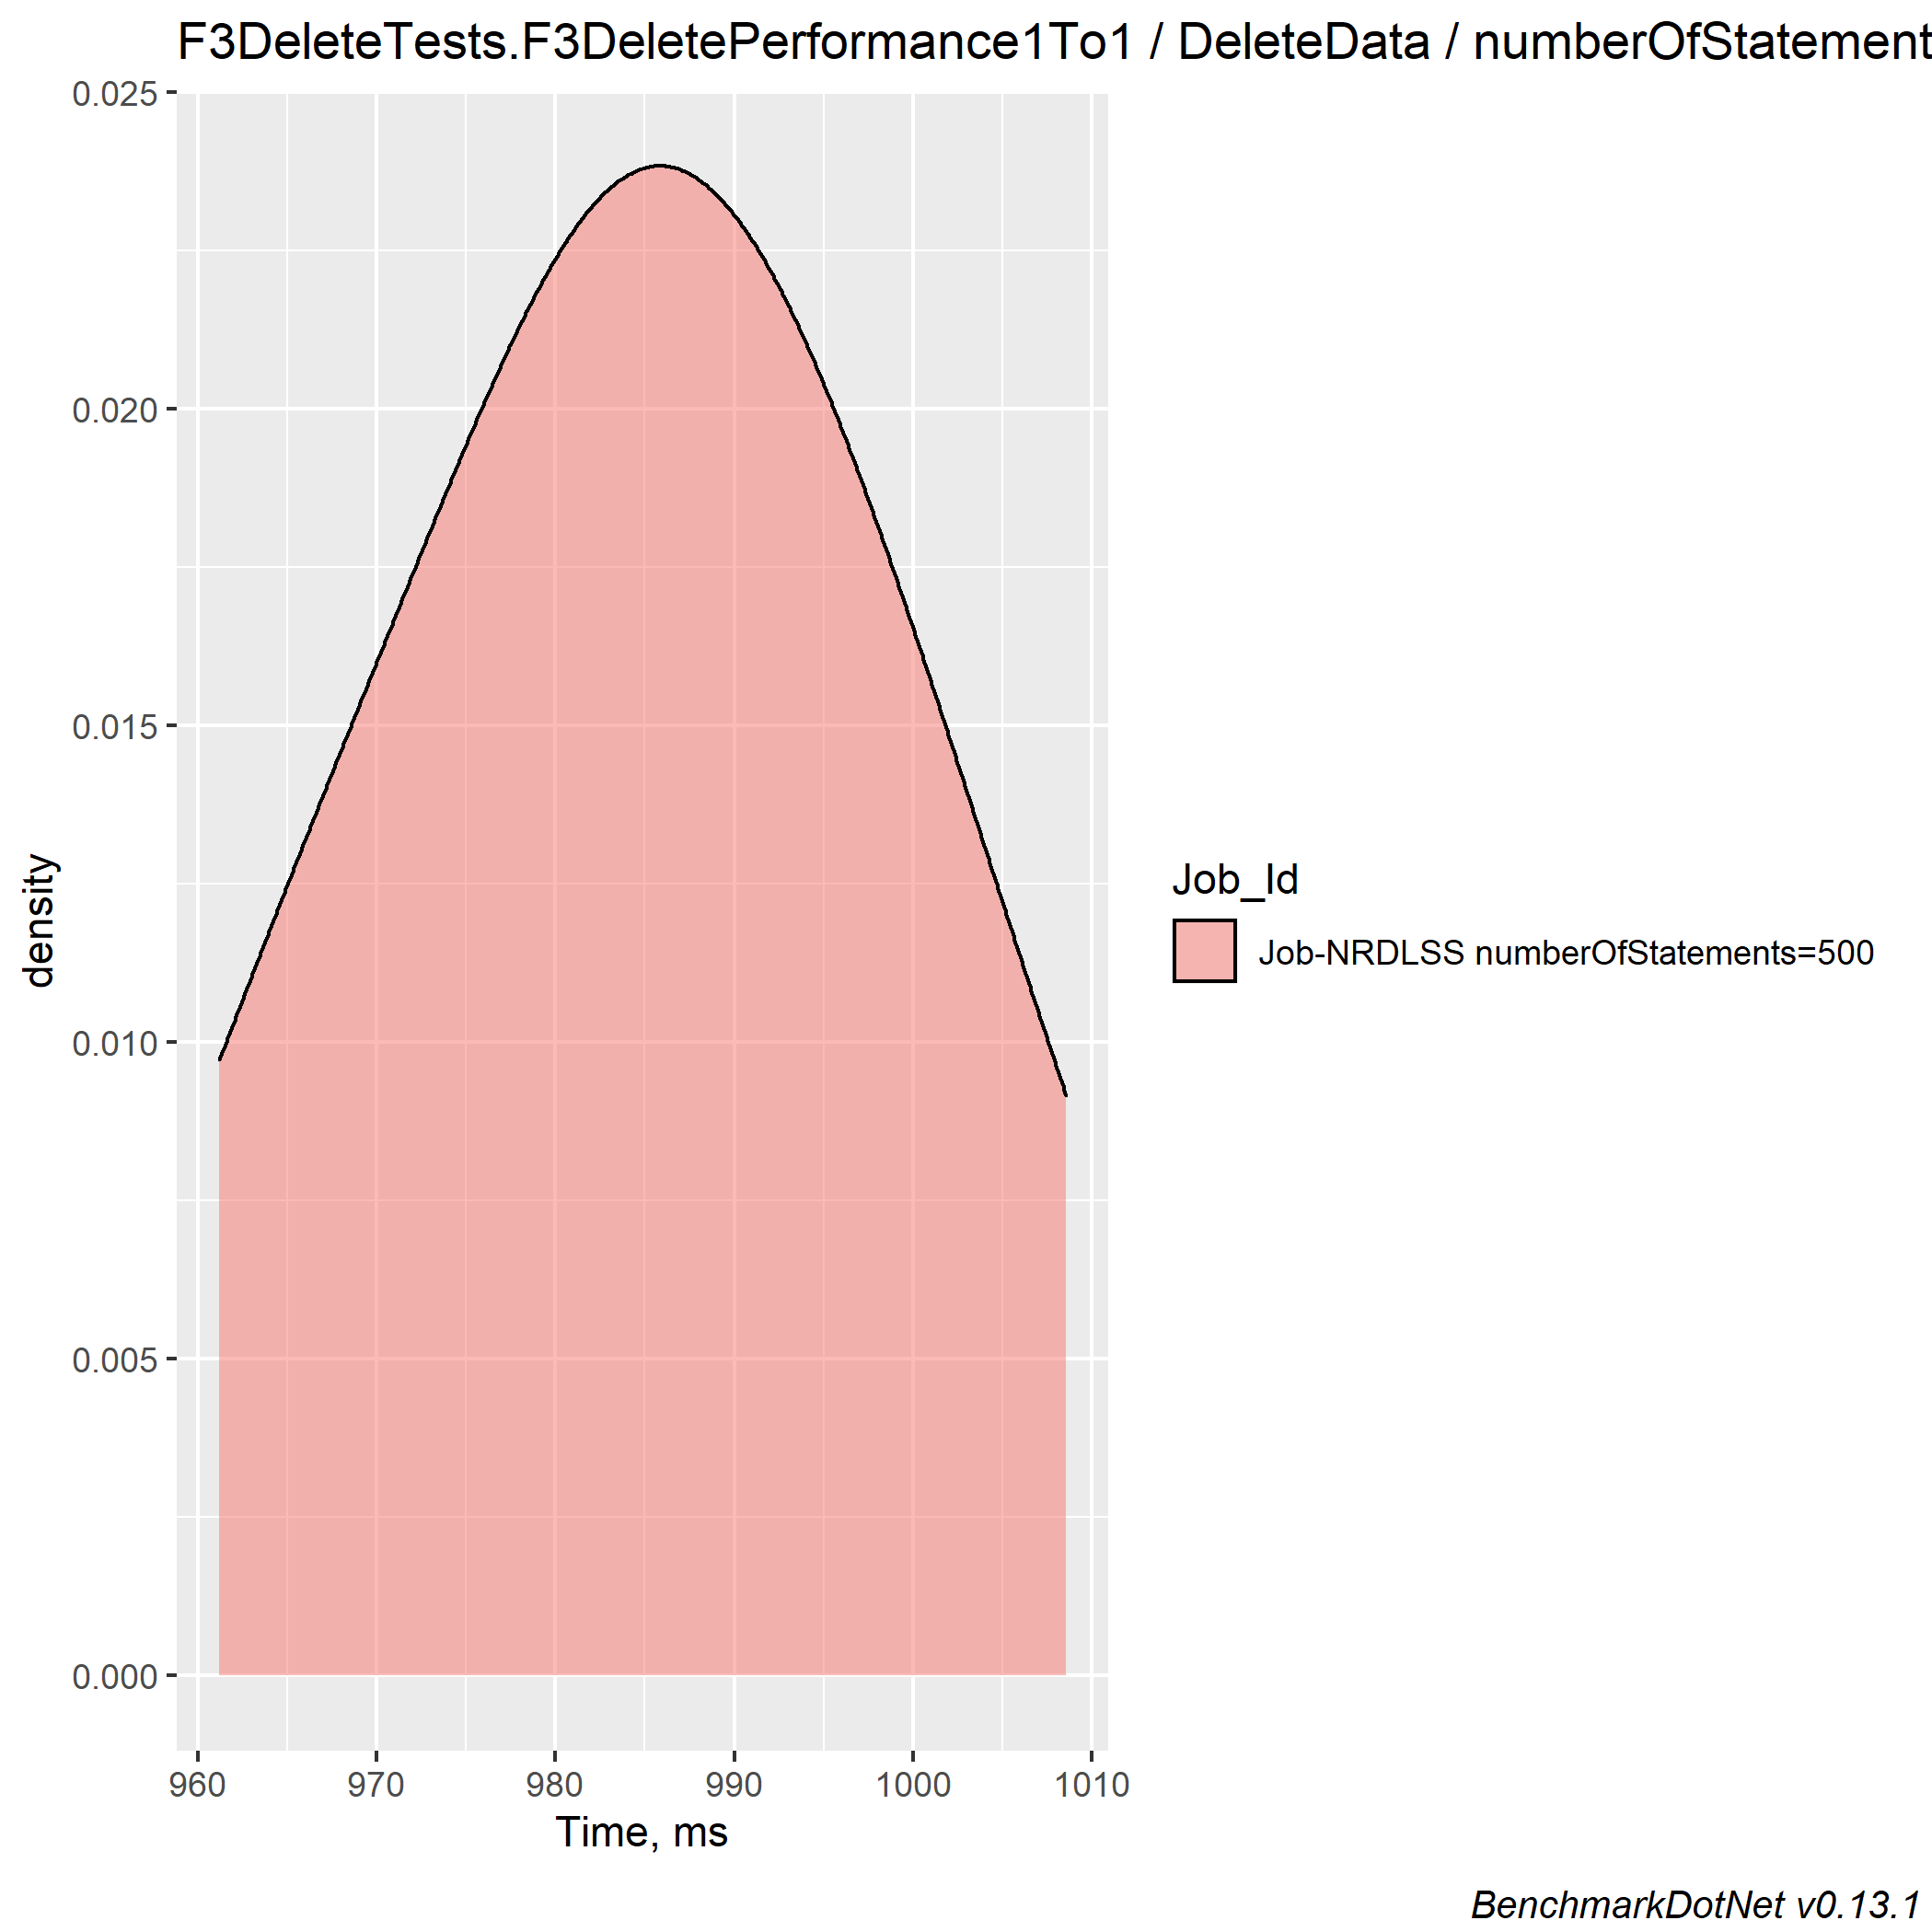 F3DeleteTests.F3DeletePerformance1To1 / DeleteData / numberOfStatement
0.025
0.020
0.015
0.010
0.005
0.000
density
960 970 980 990 1000 1010
Time, ms
Job_Id
Job-NRDLSS numberOfStatements=500
BenchmarkDotNet v0.13.1